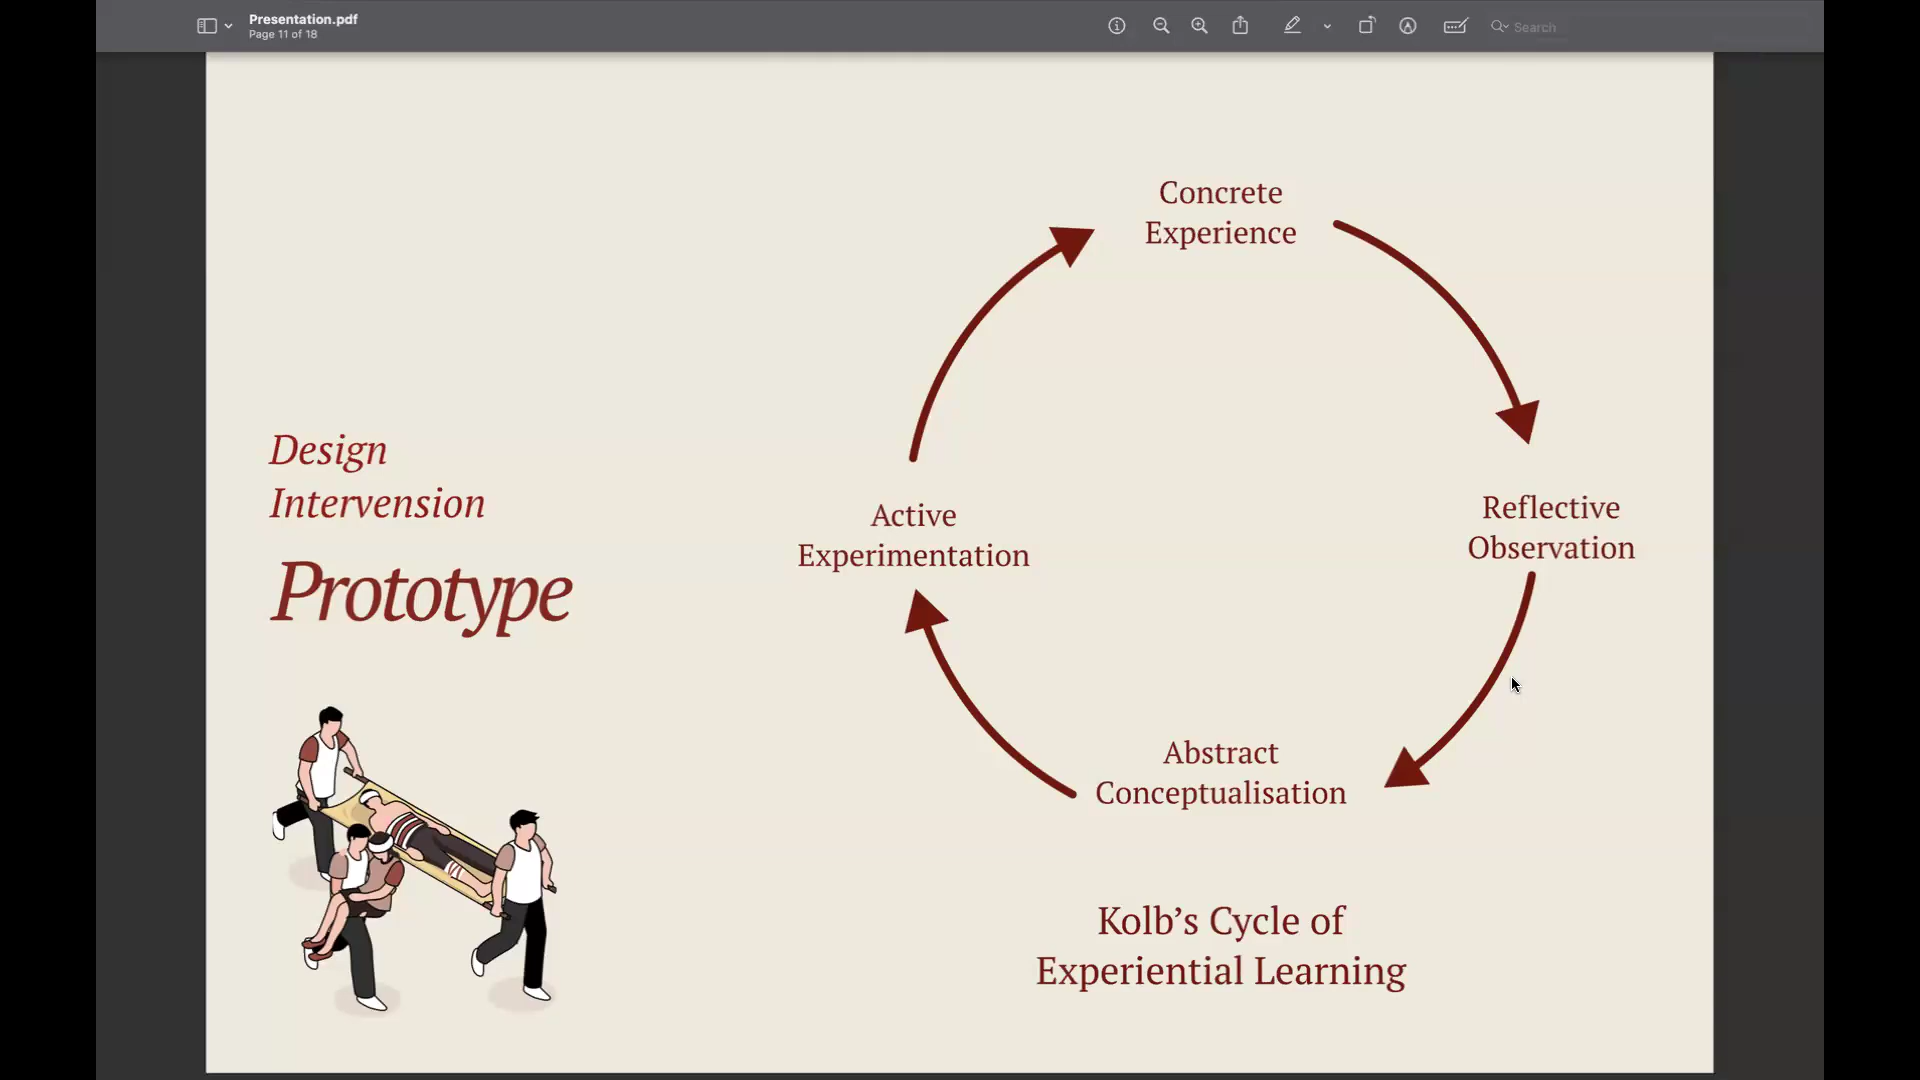 Presentation.pdf
Page 11 of 18
Search
Design
Intervension
Prototype
Concrete
Experience
Reflective
Observation
Active
Experimentation
Abstract
Conceptualisation
Kolb’s Cycle of
Experiential Learning